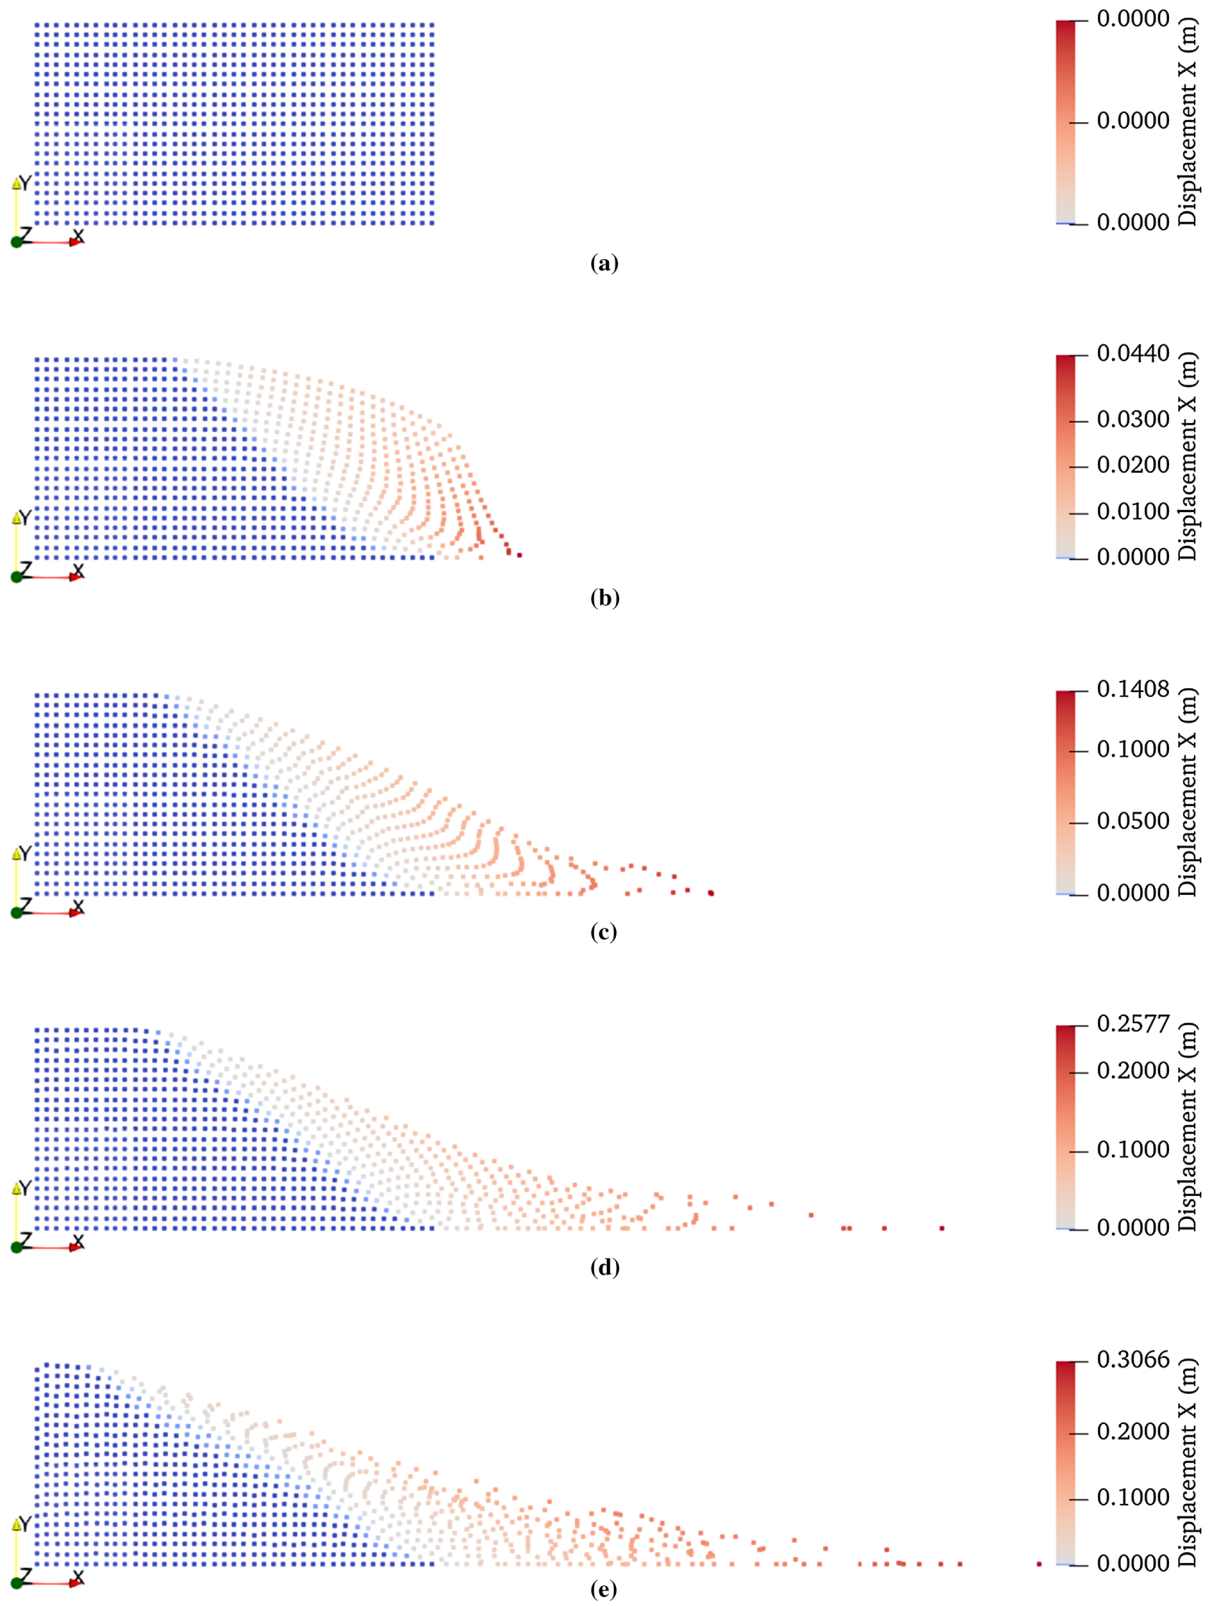 0.0000
0.0000
0.0000
Displacement X (m)
Y
Z
X
(a)
0.0440
0.0300
0.0200
0.0100
0.0000
Displacement X (m)
Y
Z
X
(b)
0.1408
0.1000
0.0500
0.0000
Displacement X (m)
Y
Z
X
(c)
0.2577
0.2000
0.1000
0.0000
Displacement X (m)
Y
Z
X
(d)
0.3066
0.2000
0.1000
0.0000
Displacement X (m)
Y
Z
X
(e)